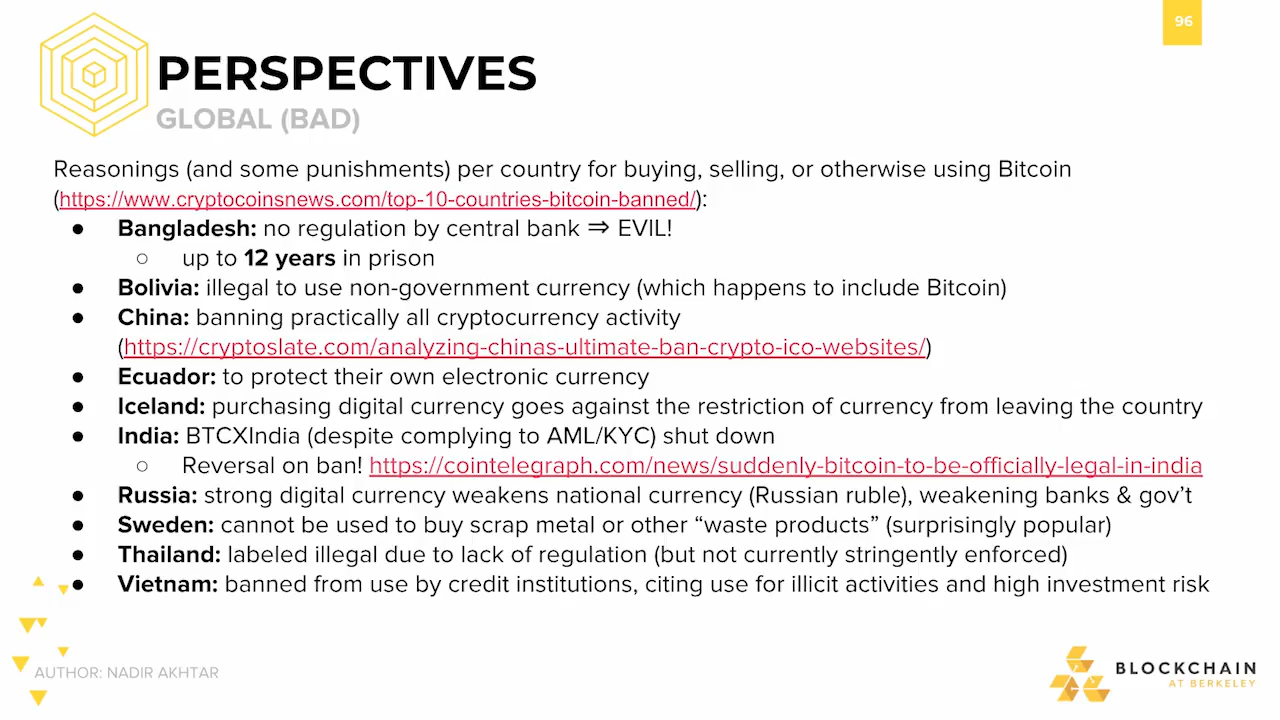 96
PERSPECTIVES
GLOBAL (BAD)
Reasonings (and some punishments) per country for buying, selling, or otherwise using Bitcoin
(https://www.cryptocoinsnews.com/top-10-countries-bitcoin-banned/):
● Bangladesh: no regulation by central bank ⇒ EVIL!
○ up to 12 years in prison
● Bolivia: illegal to use non-government currency (which happens to include Bitcoin)
● China: banning practically all cryptocurrency activity
(https://cryptoslate.com/analyzing-chinas-ultimate-ban-crypto-ico-websites/)
● Ecuador: to protect their own electronic currency
● Iceland: purchasing digital currency goes against the restriction of currency from leaving the country
● India: BTCXIndia (despite complying to AML/KYC) shut down
○ Reversal on ban! https://cointelegraph.com/news/suddenly-bitcoin-to-be-officially-legal-in-india
● Russia: strong digital currency weakens national currency (Russian ruble), weakening banks & gov’t
● Sweden: cannot be used to buy scrap metal or other “waste products” (surprisingly popular)
● Thailand: labeled illegal due to lack of regulation (but not currently stringently enforced)
● Vietnam: banned from use by credit institutions, citing use for illicit activities and high investment risk
AUTHOR: NADIR AKHTAR
BLOCKCHAIN
AT BERKELEY